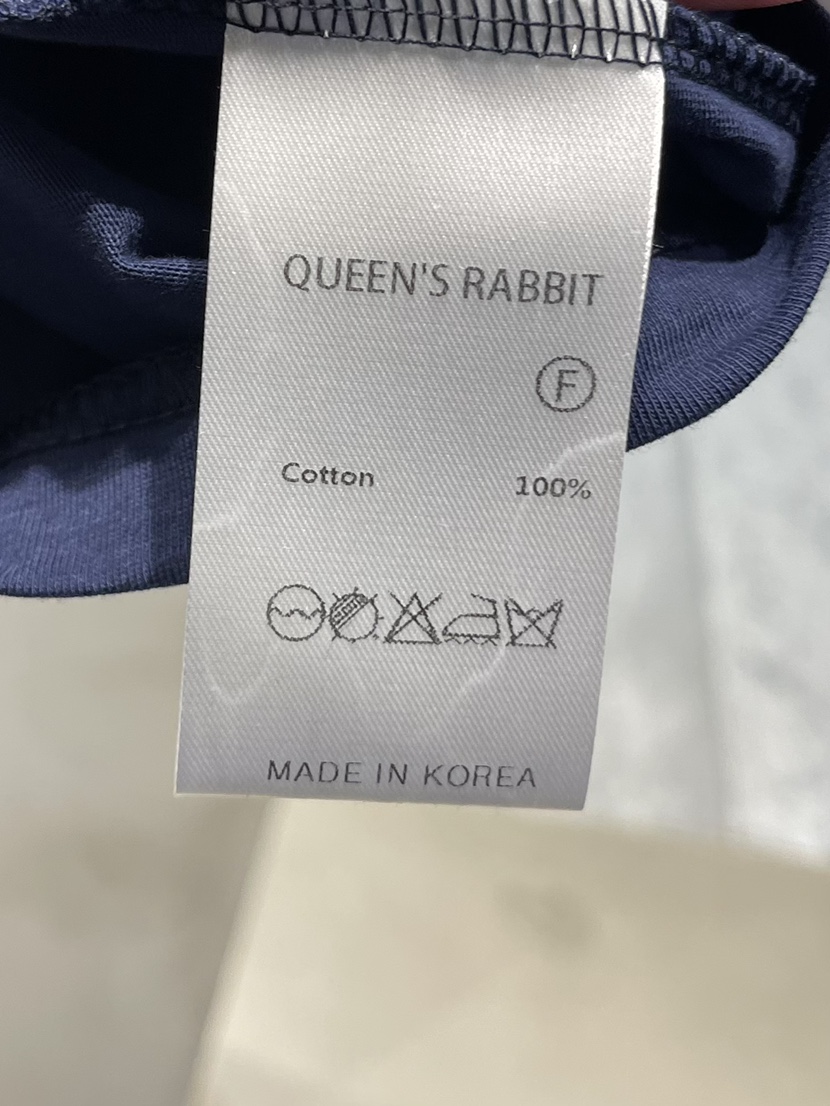 QUEEN'S RABBIT
F
Cotton 100%
MADE IN KOREA